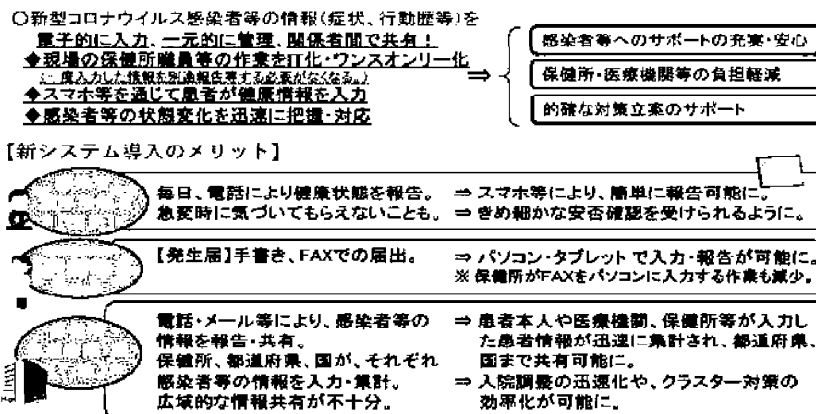 ○新型コロナウイルス感染者等の情報(症状、行動歴等)を
電子的に入力、一元的に管理、関係者間で共有!
◆現場の保健所職員等の作業をIT化・ワンスオンリー化
(一度入力した情報を別途報告等する必要がなくなる。)
◆スマホ等を通じて患者が健康情報を入力
◆感染者等の状態変化を迅速に把握・対応
⇒
感染者等へのサポートの充実・安心
保健所・医療機関等の負担軽減
的確な対策立案のサポート
【新システム導入のメリット】
毎日、電話により健康状態を報告。 ⇒ スマホ等により、簡単に報告可能に。
急変時に気づいてもらえないことも。 ⇒ きめ細かな安否確認を受けられるように。
【発生届】手書き、FAXでの届出。 ⇒ パソコン・タブレットで入力・報告が可能に。
※ 保健所がFAXをパソコンに入力する作業も減少。
電話・メール等により、感染者等の
情報を報告・共有。
保健所、都道府県、国が、それぞれ
感染者等の情報を入力・集計。
広域的な情報共有が不十分。
⇒ 患者本人や医療機関、保健所等が入力し
た患者情報が迅速に集計され、都道府県、
国まで共有可能に。
⇒ 入院調整の迅速化や、クラスター対策の
効率化が可能に。